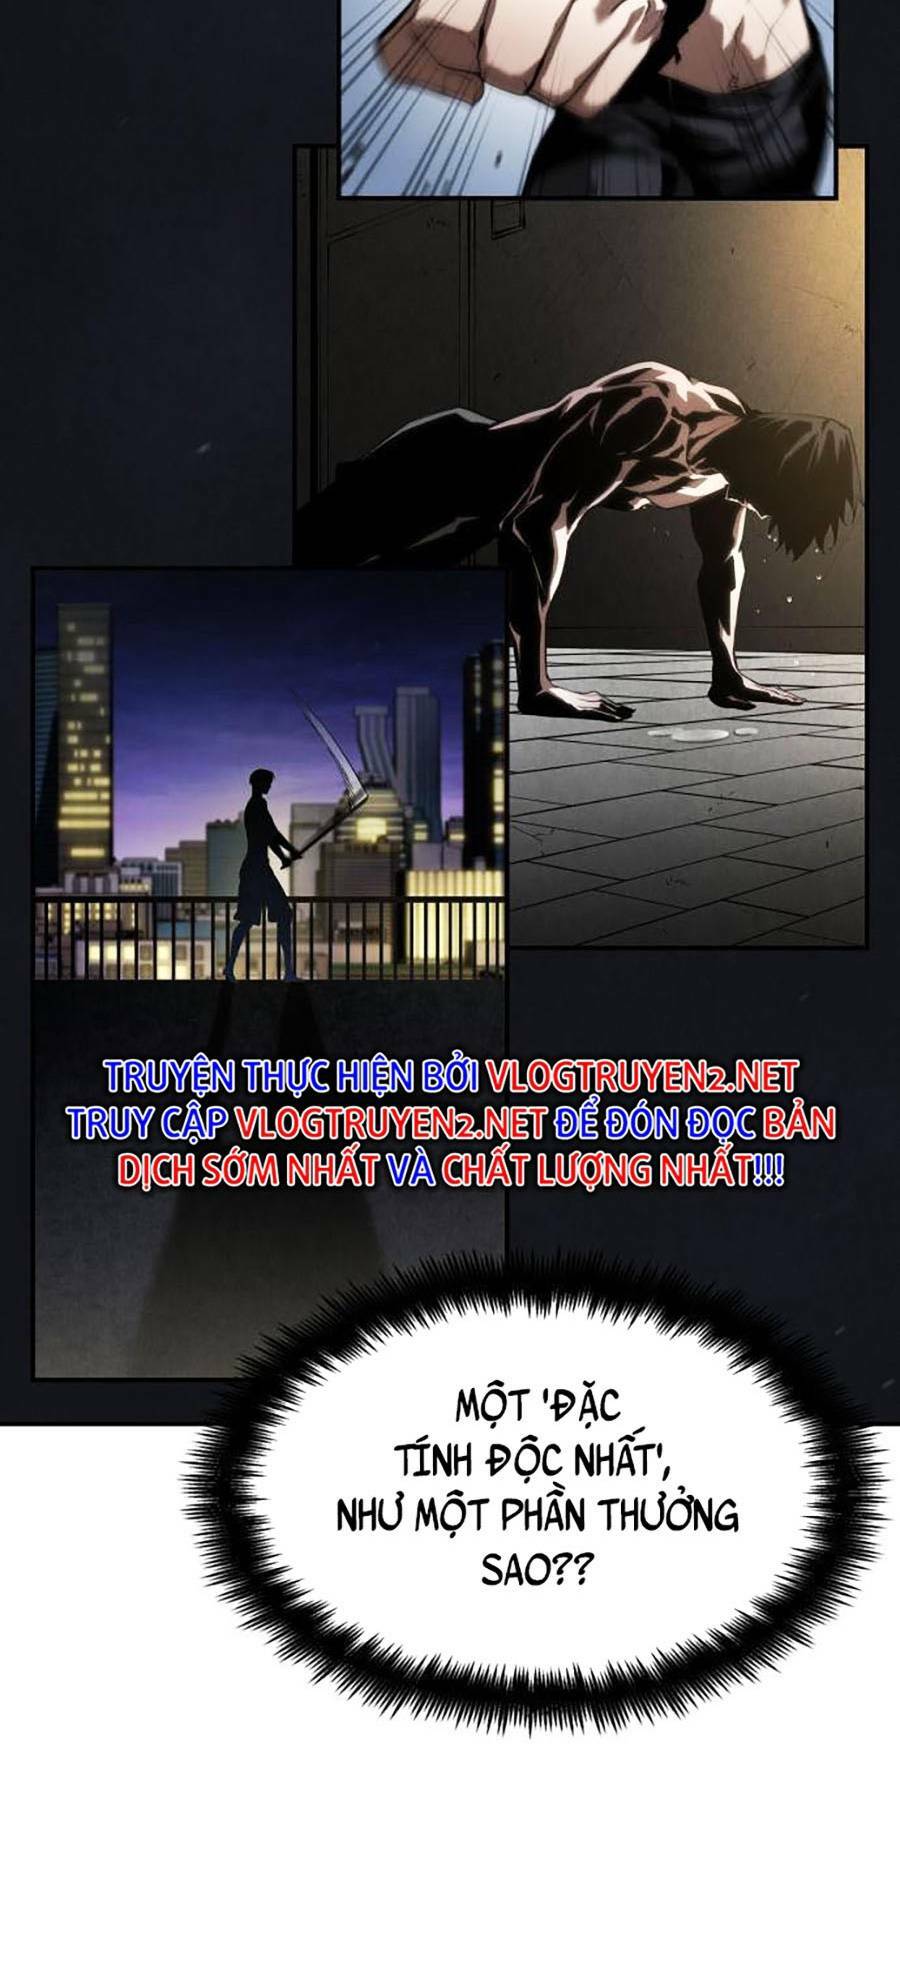 TRUYỆN THỰC HIỆN BỞI VLOGTRUYEN2.NET
TRUY CẬP VLOGTRUYEN2.NET ĐỂ ĐÓN ĐỌC BẢN
DỊCH SỚM NHẤT VÀ CHẤT LƯỢNG NHẤT!!!
MỘT 'ĐẶC
TÍNH ĐỘC NHẤT',
NHƯ MỘT PHẦN THƯỞNG
SAO??